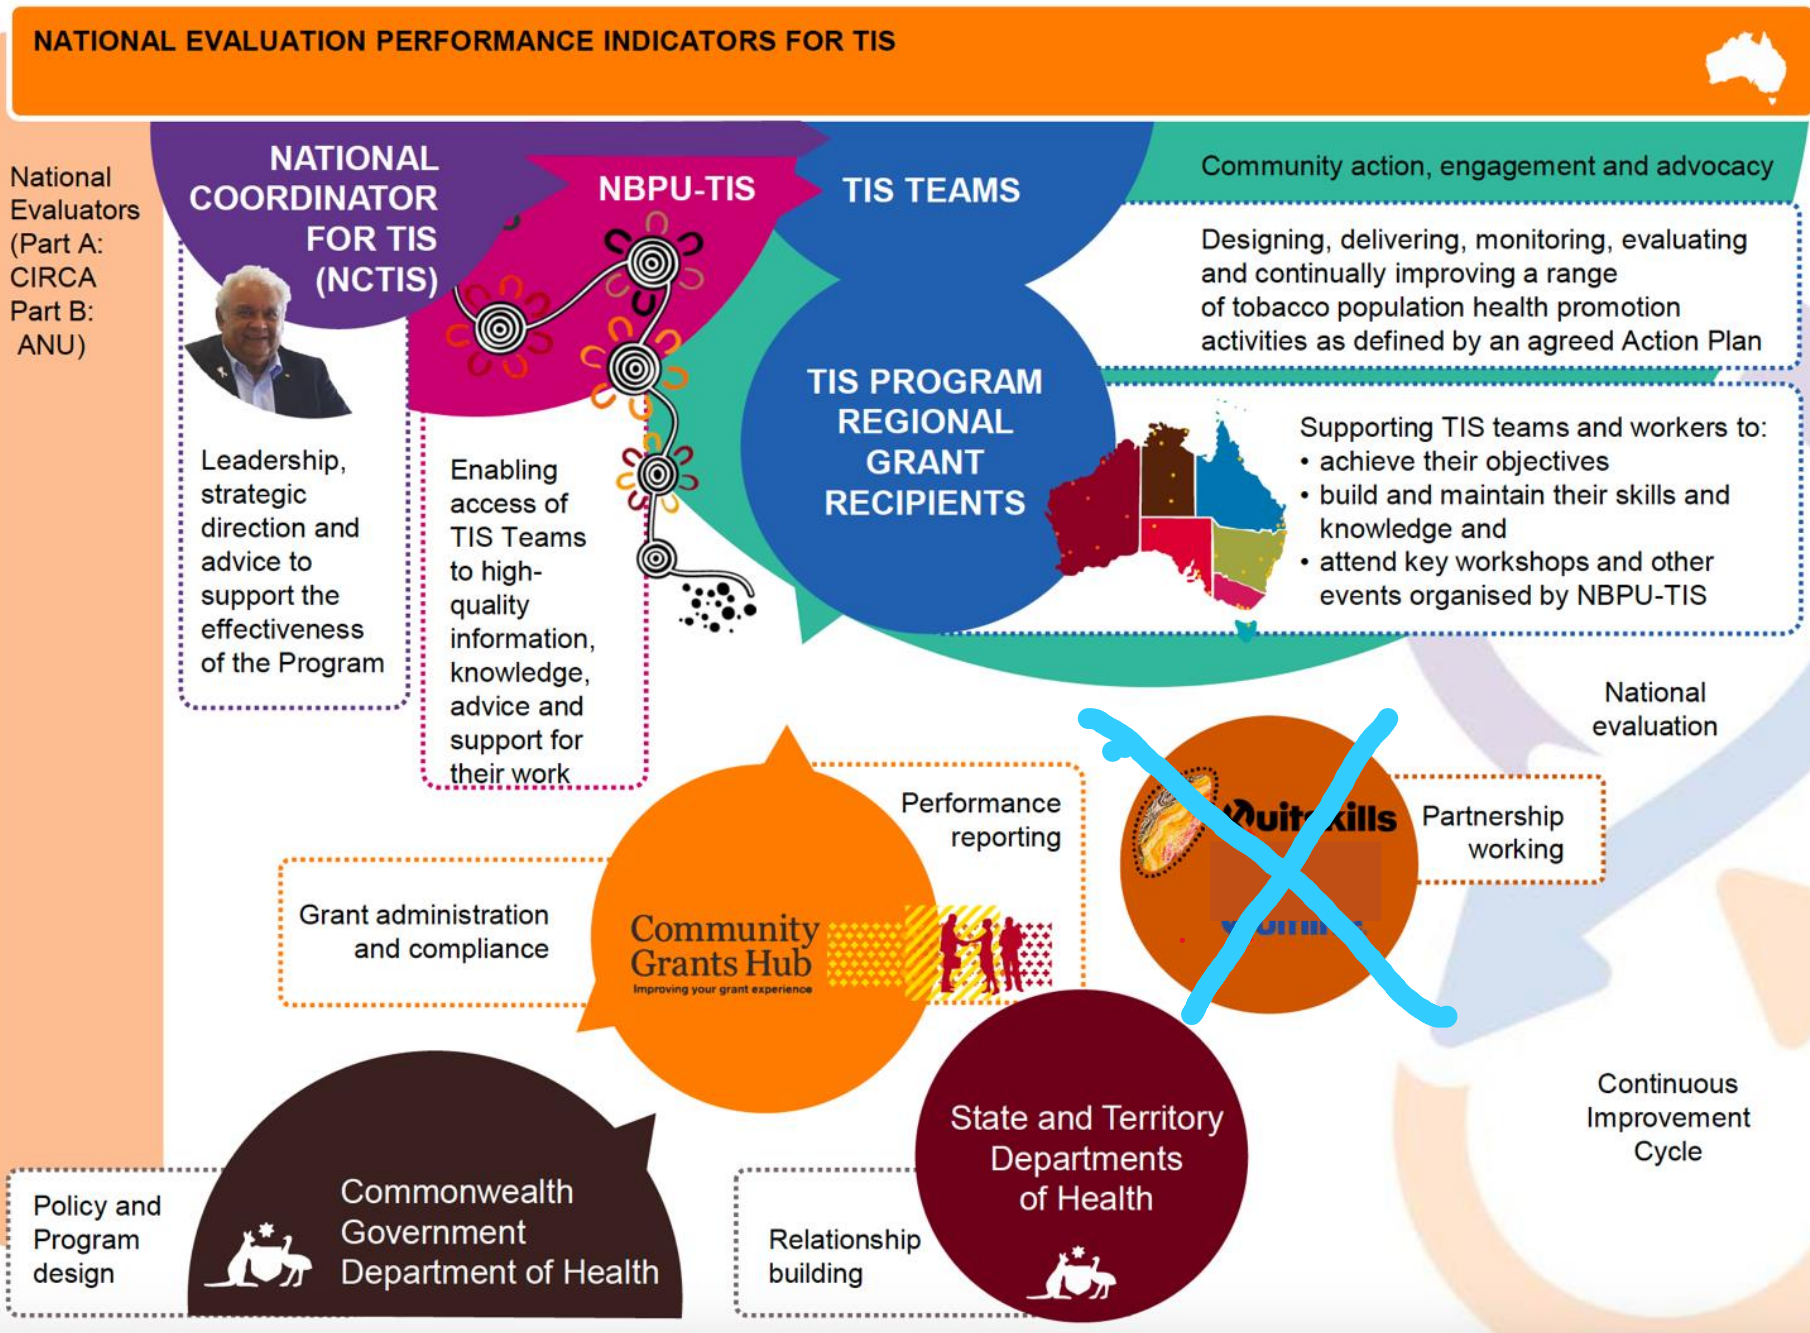 NATIONAL EVALUATION PERFORMANCE INDICATORS FOR TIS
National
Evaluators
(Part A:
CIRCA
Part B:
ANU)
NATIONAL
COORDINATOR
FOR TIS
(NCTIS)
Leadership,
strategic
direction and
advice to
support the
effectiveness
of the Program
NBPU-TIS
Enabling
access of
TIS Teams
to high-
quality
information,
knowledge,
advice and
support for
their work
TIS TEAMS
TIS PROGRAM
REGIONAL
GRANT
RECIPIENTS
Community action, engagement and advocacy
Designing, delivering, monitoring, evaluating
and continually improving a range
of tobacco population health promotion
activities as defined by an agreed Action Plan
Supporting TIS teams and workers to:
• achieve their objectives
• build and maintain their skills and
knowledge and
• attend key workshops and other
events organised by NBPU-TIS
National
evaluation
Performance
reporting
Grant administration
and compliance
Community
Grants Hub
Improving your grant experience
Quitskills
Partnership
working
Continuous
Improvement
Cycle
State and Territory
Departments
of Health
Relationship
building
Commonwealth
Government
Department of Health
Policy and
Program
design